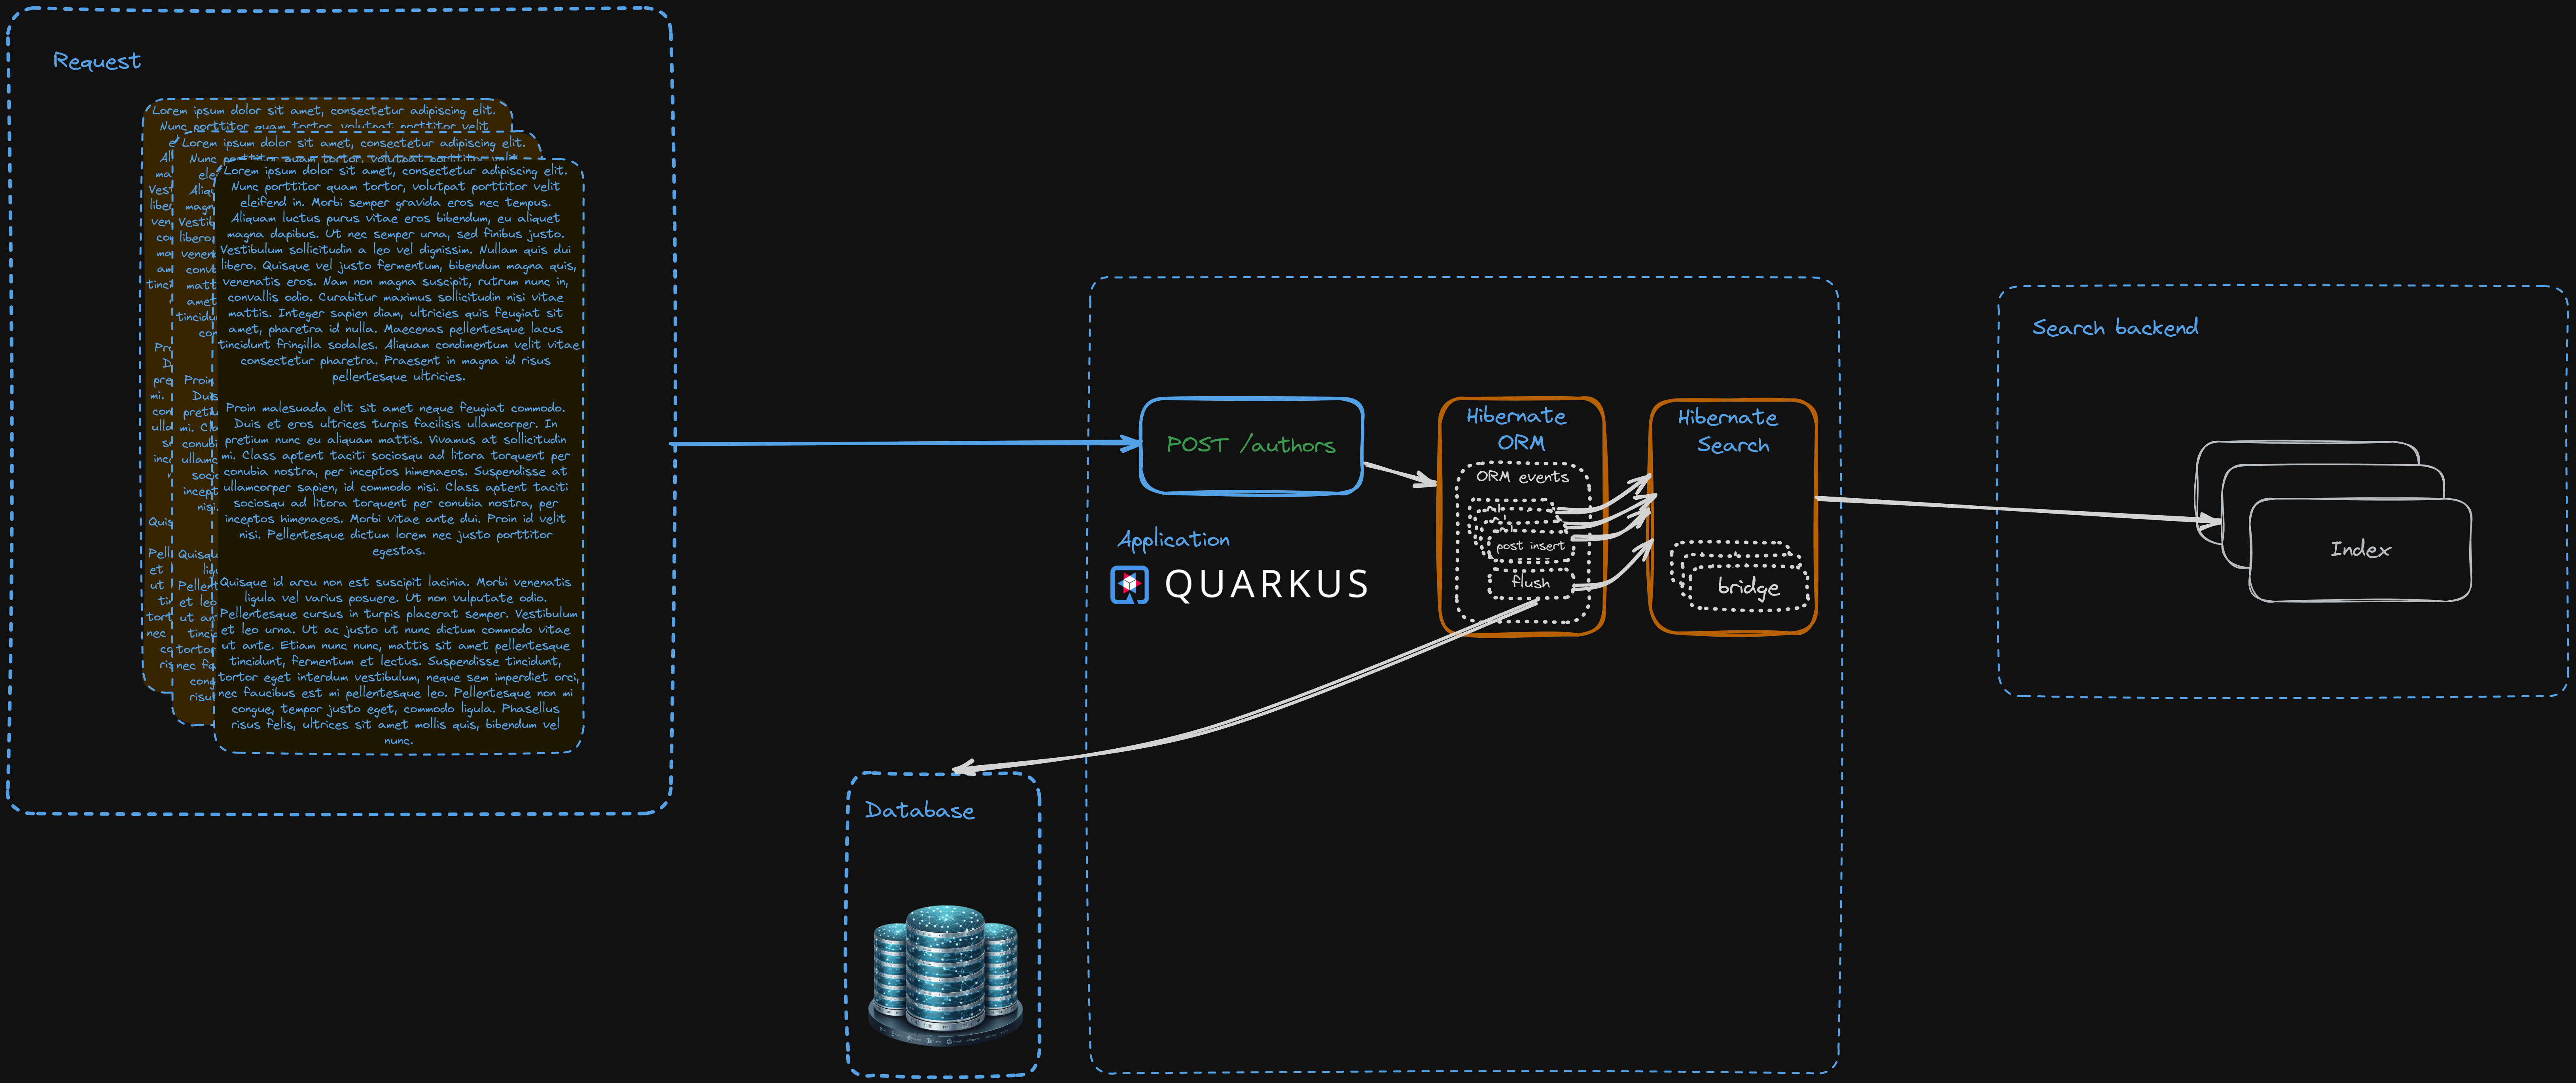 Request
Lorem ipsum dolor sit amet, consectetur adipiscing elit.
Nunc porttitor quam tortor, volutpat porttitor velit
Lorem ipsum dolor sit amet, consectetur adipiscing elit.
Nunc porttitor quam tortor, volutpat porttitor velit
Lorem ipsum dolor sit amet, consectetur adipiscing elit.
Nunc porttitor quam tortor, volutpat porttitor velit
eleifend in. Morbi semper gravida eros nec tempus.
Aliquam luctus purus vitae eros bibendum, eu aliquet
magna dapibus. Ut nec semper urna, sed finibus justo.
Vestibulum sollicitudin a leo vel dignissim. Nullam quis dui
libero. Quisque vel justo fermentum, bibendum magna quis,
venenatis eros. Nam non magna suscipit, rutrum nunc in,
convallis odio. Curabitur maximus sollicitudin nisi vitae
mattis. Integer sapien diam, ultricies quis feugiat sit
amet, pharetra id nulla. Maecenas pellentesque lacus
tincidunt fringilla sodales. Aliquam condimentum velit vitae
consectetur pharetra. Praesent in magna id risus
pellentesque ultricies.
Proin malesuada elit sit amet neque feugiat commodo.
Duis et eros ultrices turpis facilisis ullamcorper. In
pretium nunc eu aliquam mattis. Vivamus at sollicitudin
mi. Class aptent taciti sociosqu ad litora torquent per
conubia nostra, per inceptos himenaeos. Suspendisse at
ullamcorper sapien, id commodo nisi. Class aptent taciti
sociosqu ad litora torquent per conubia nostra, per
inceptos himenaeos. Morbi vitae ante dui. Proin id velit
nisi. Pellentesque dictum lorem nec justo porttitor
egestas.
Quisque id arcu non est suscipit lacinia. Morbi venenatis
ligula vel varius posuere. Ut non vulputate odio.
Pellentesque cursus in turpis placerat semper. Vestibulum
et leo urna. Ut ac justo ut nunc dictum commodo vitae
ut ante. Etiam nunc nunc, mattis sit amet pellentesque
tincidunt, fermentum et lectus. Suspendisse tincidunt,
tortor eget interdum vestibulum, neque sem imperdiet orci,
nec faucibus est mi pellentesque leo. Pellentesque non mi
congue, tempor justo eget, commodo ligula. Phasellus
risus felis, ultrices sit amet mollis quis, bibendum vel
nunc.
POST /authors
Application
QUARKUS
Hibernate
ORM
ORM events
post insert
flush
Hibernate
Search
bridge
Search backend
Index
Database